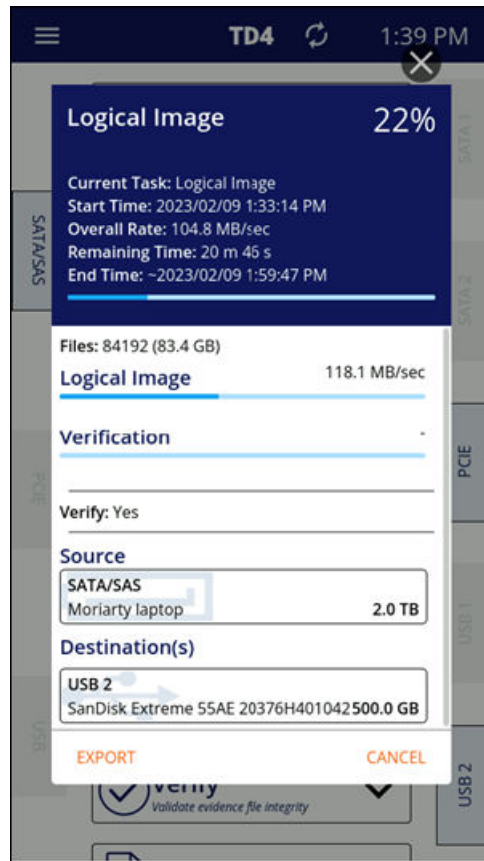 TD4 1:39 PM
Logical Image 22%
Current Task: Logical Image
Start Time: 2023/02/09 1:33:14 PM
Overall Rate: 104.8 MB/sec
Remaining Time: 20 m 46 s
End Time: ~2023/02/09 1:59:47 PM
Files: 84192 (83.4 GB)
Logical Image 118.1 MB/sec
Verification -
Verify: Yes
Source
SATA/SAS
Moriarty laptop 2.0 TB
Destination(s)
USB 2
SanDisk Extreme 55AE 20376H401042 500.0 GB
EXPORT CANCEL
Verify
Validate evidence file integrity
SATA/SAS
PCIE
USB
SATA 1
SATA 2
PCIE
USB 1
USB 2